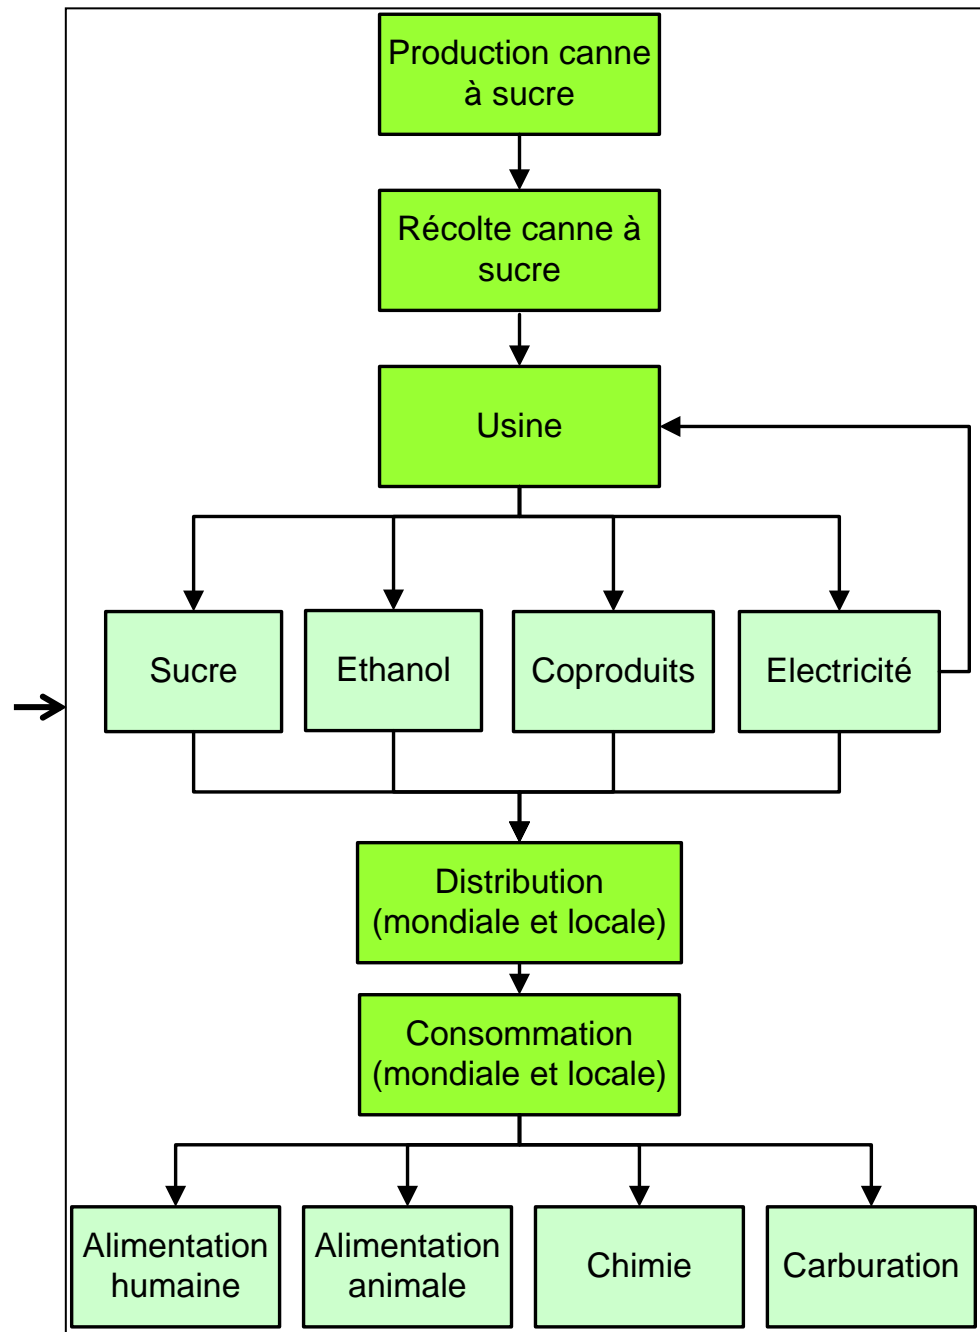 Production canne
à sucre
Récolte canne à
sucre
Usine
Sucre
Ethanol
Coproduits
Electricité
Distribution
(mondiale et locale)
Consommation
(mondiale et locale)
Alimentation
humaine
Alimentation
animale
Chimie
Carburation